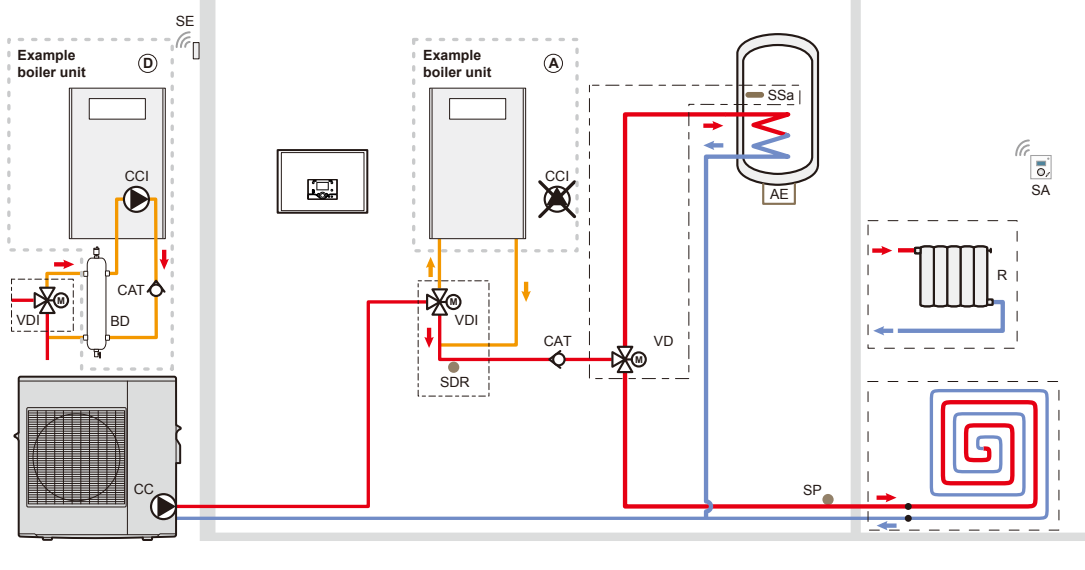 SE
Example
boiler unit
D
CCI
CAT
M
VDI
BD
CC
Example
boiler unit
A
CCI
M
VDI
SDR
CAT
M
VD
SSa
AE
SP
SA
R